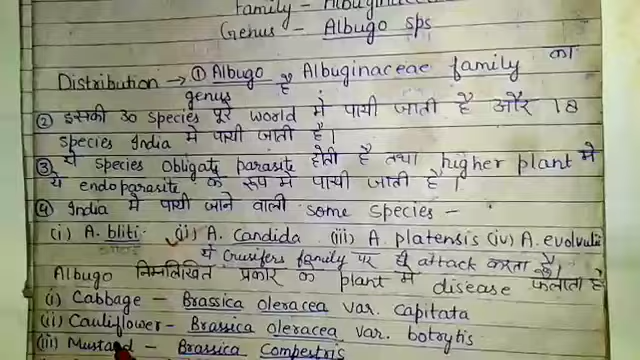 Family - Albuginac
Genus - Albugo sps
Distribution → ① Albugo Albuginaceae family का
genus है
② इसकी 30 species पूरे world में पायी जाती है और 18
species India में पायी जाती है।
③ ये species obligate parasite होती है तथा higher plant में
ये endoparasite के रूप में पायी जाती है।
④ India में पायी जाने वाली some species -
(i) A. bliti (ii) A. Candida (iii) A. platensis (iv) A. evolvuli
ये Crusifers family पर ही attack करता है।
Albugo निम्नलिखित प्रकार के plant में disease फैलाता है
(i) Cabbage - Brassica oleracea var. capitata
(ii) Cauliflower - Brassica oleracea var. botrytis
(iii) Mustard - Brassica Compestris